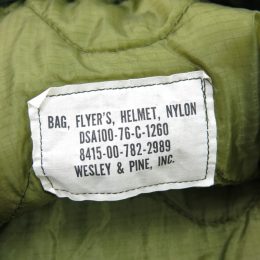 BAG, FLYER'S, HELMET, NYLON
DSA100-76-C-1260
8415-00-782-2989
WESLEY & PINE, INC.